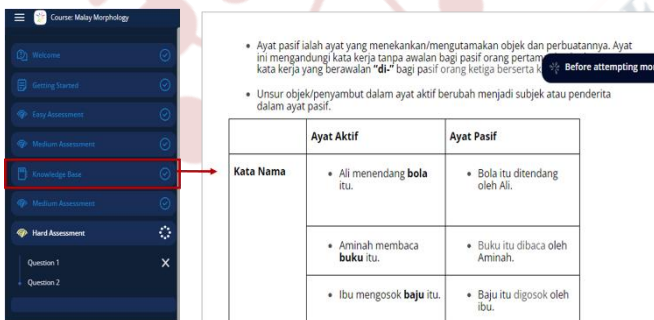 Course: Malay Morphology
Welcome
Getting Started
Easy Assessment
Medium Assessment
Knowledge Base
Medium Assessment
Hard Assessment
Question 1
Question 2
Ayat pasif ialah ayat yang menekankan/mengutamakan objek dan perbuatannya. Ayat
ini mengandungi kata kerja tanpa awalan bagi pasif orang pertam
kata kerja yang berawalan "di-" bagi pasif orang ketiga berserta k
Before attempting mor
Unsur objek/penyambut dalam ayat aktif berubah menjadi subjek atau penderita
dalam ayat pasif.
Ayat Aktif
Ayat Pasif
Kata Nama
Ali menendang bola
itu.
Bola itu ditendang
oleh Ali.
Aminah membaca
buku itu.
Buku itu dibaca oleh
Aminah.
Ibu mengosok baju itu.
Baju itu digosok oleh
ibu.